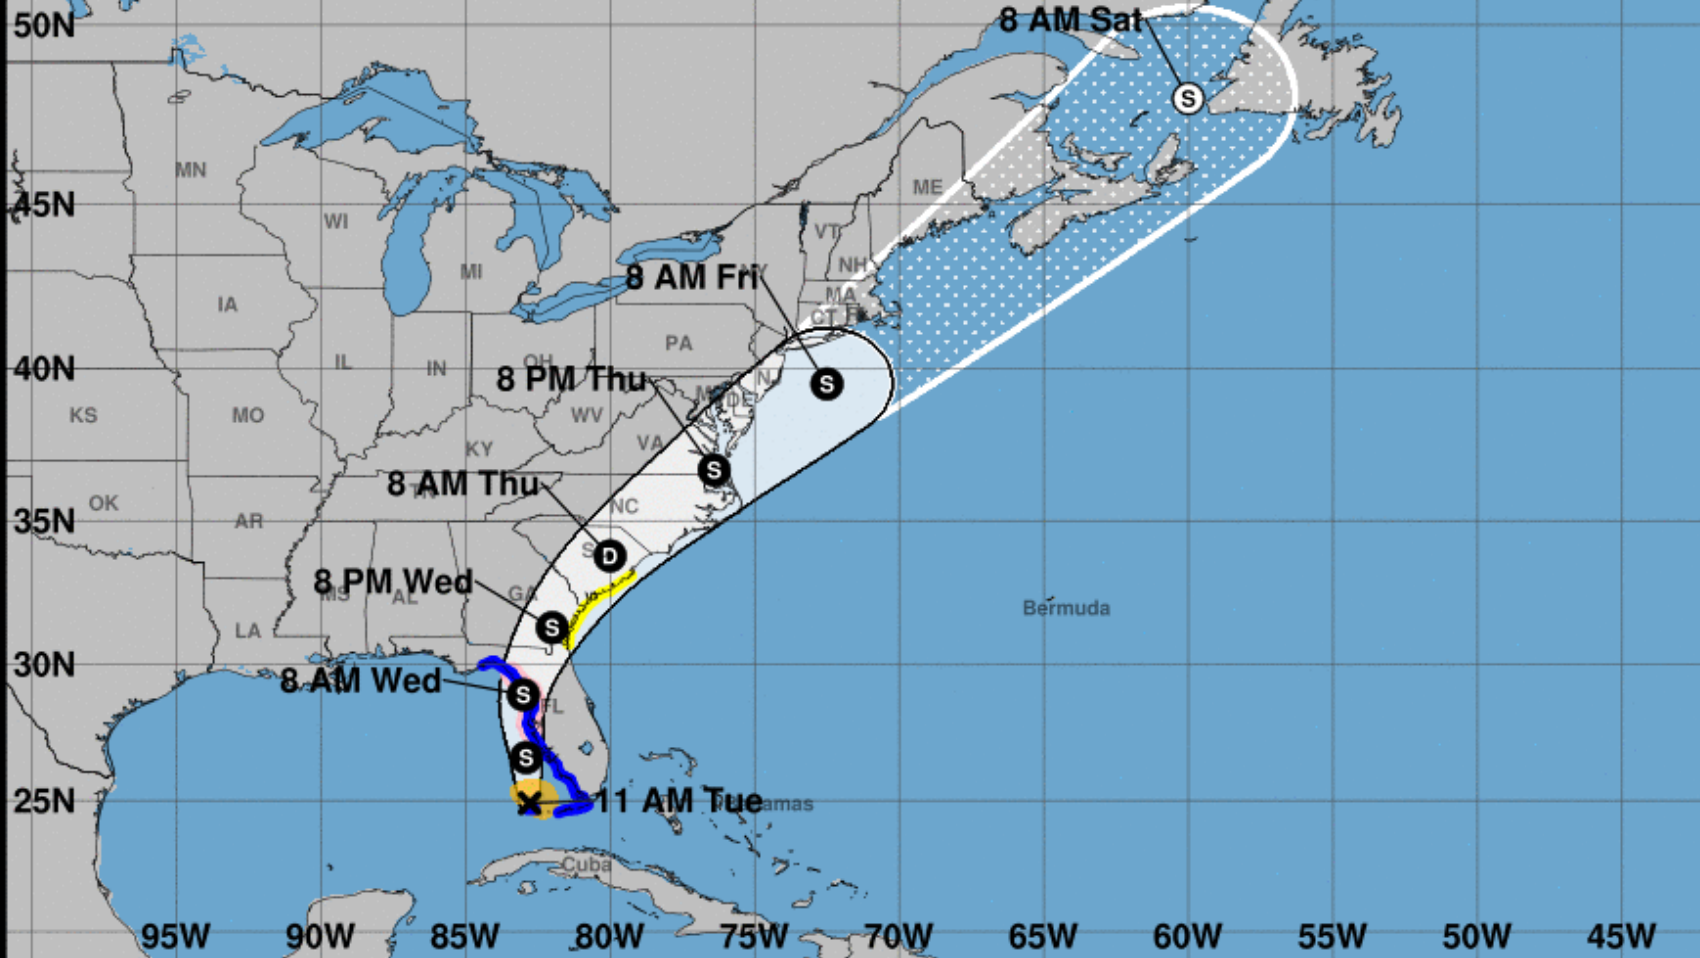 50N
8 AM Sat
S
MN
ME
45N
WI
VT
MI
NH
8 AM Fri
NY
IA
MA
CT
PA
IL
IN
OH
40N
8 PM Thu
NJ
S
DE
KS
MO
WV
VA
KY
8 AM Thu
S
TN
OK
NC
AR
35N
D
8 PM Wed
GA
MS
AL
Bermuda
LA
S
30N
8 AM Wed
S
FL
S
25N
11 AM Tue
Bahamas
Cuba
95W 90W 85W 80W 75W 70W 65W 60W 55W 50W 45W